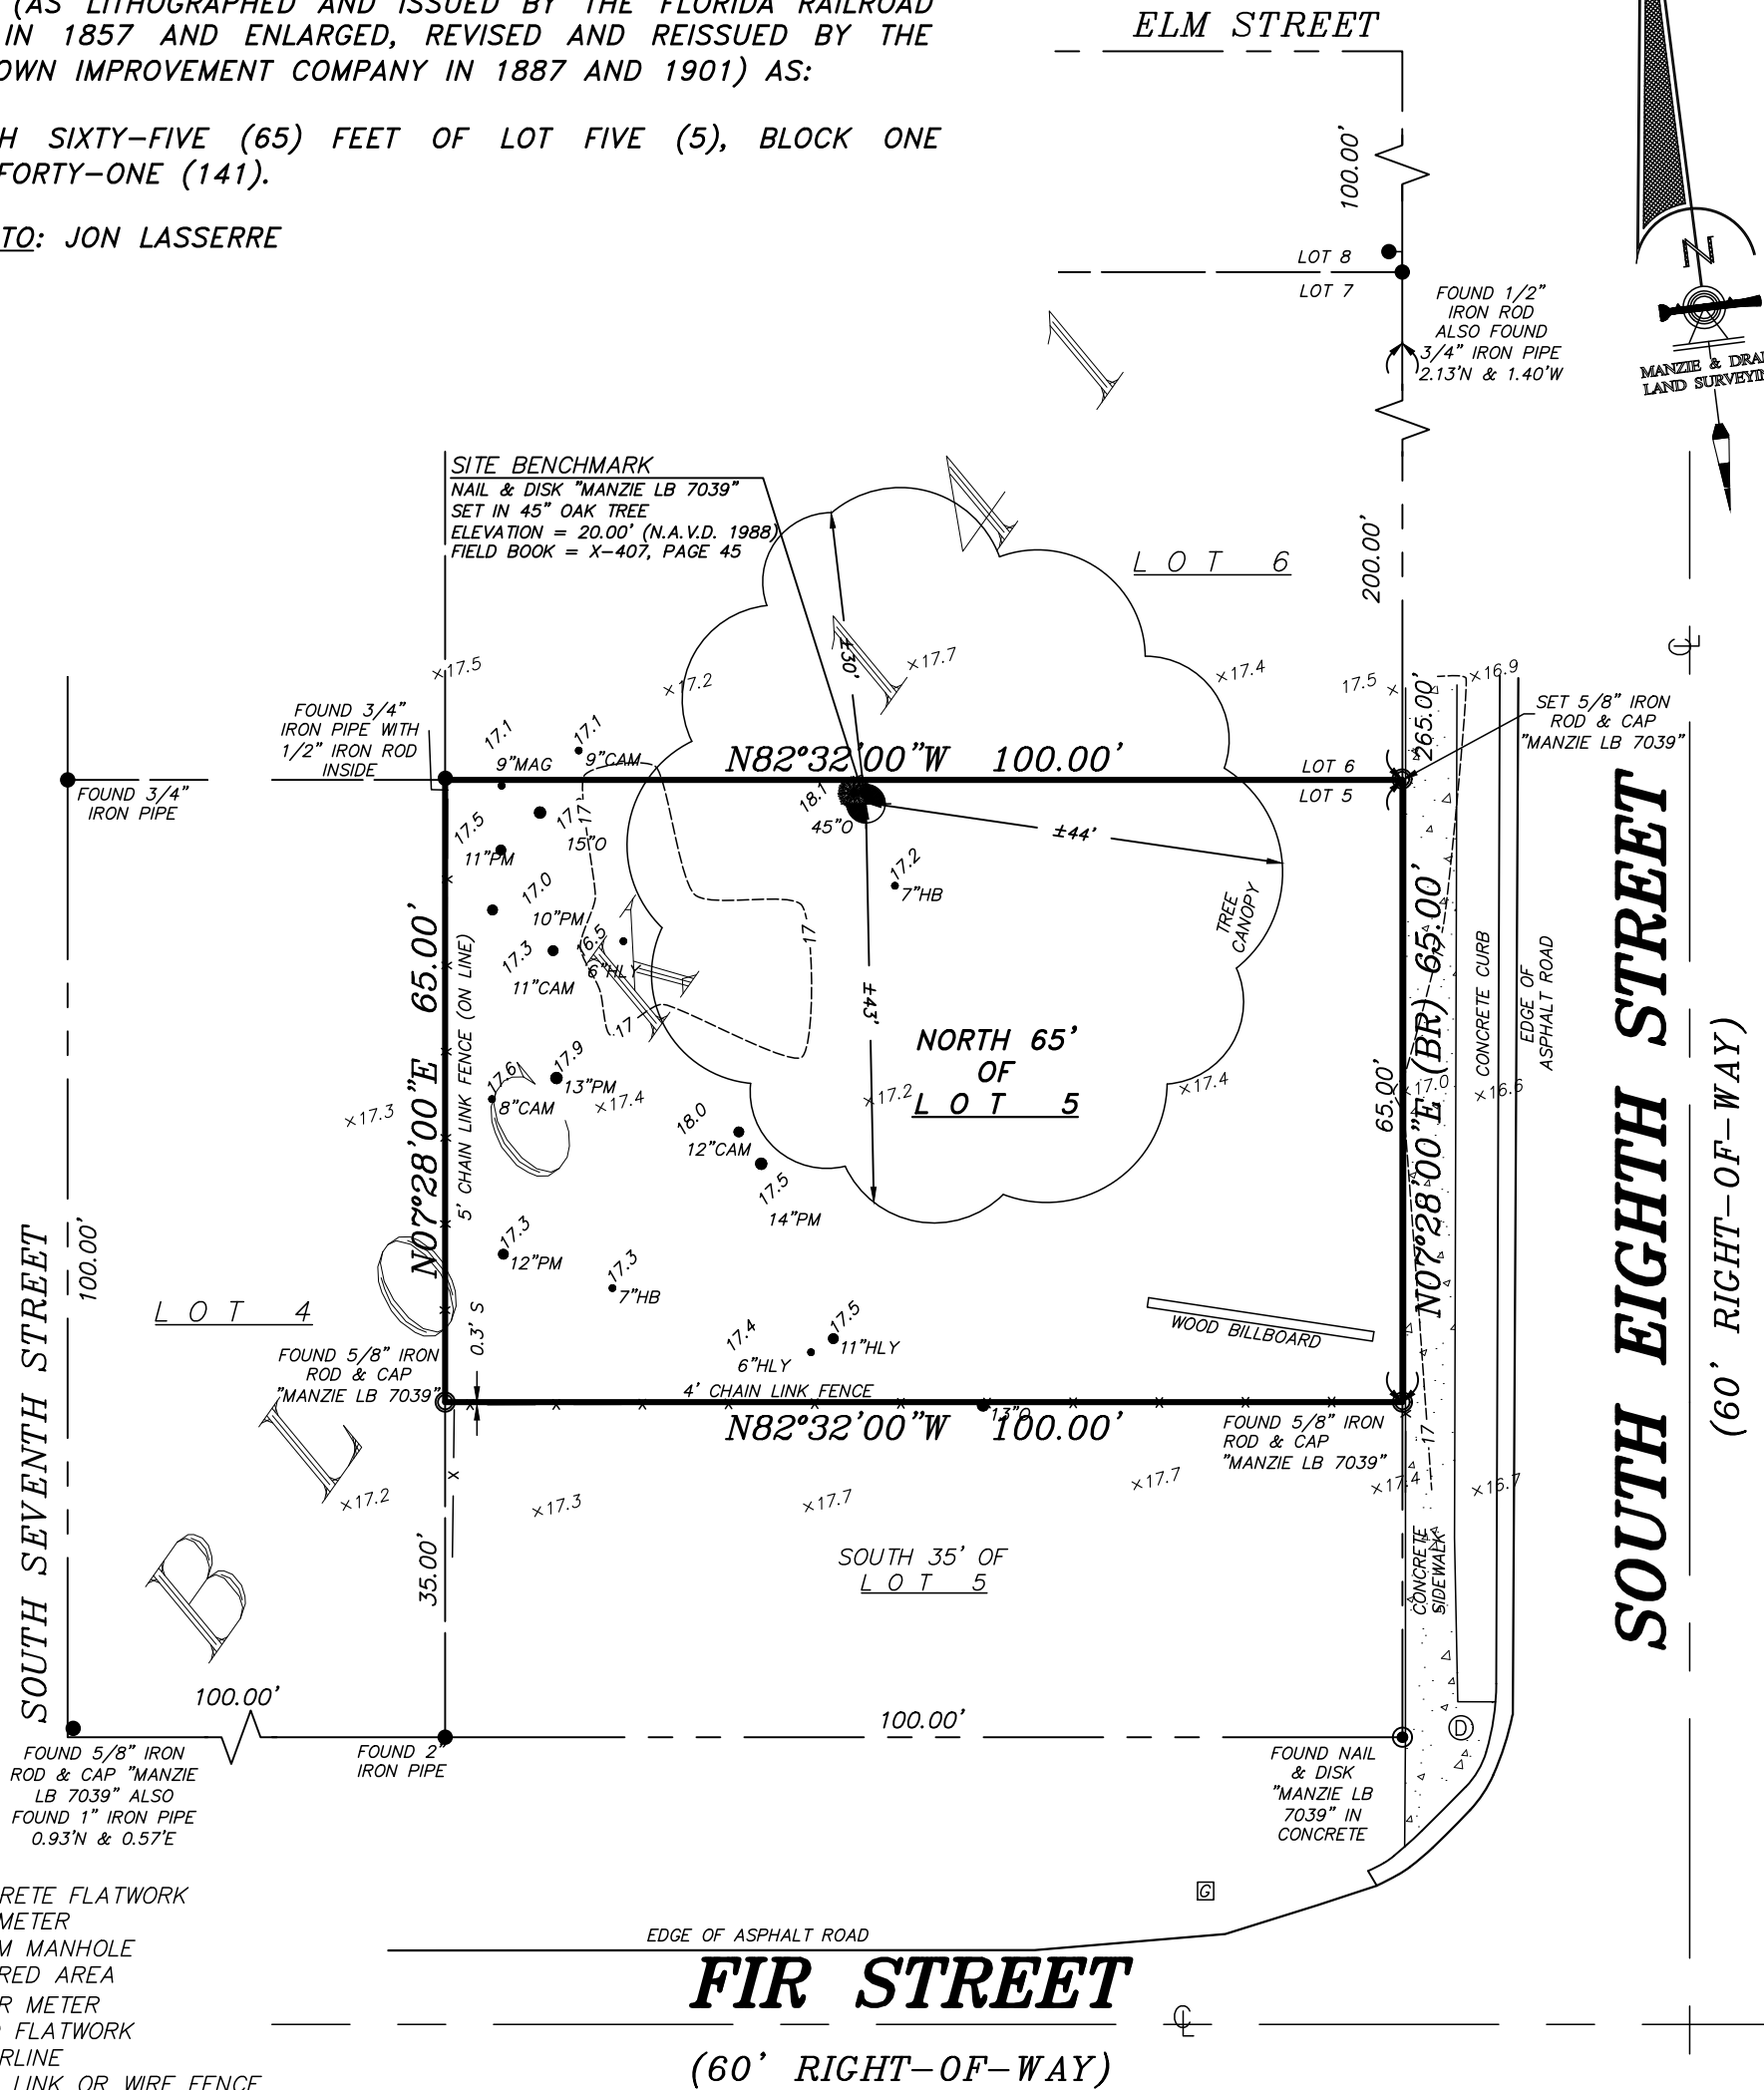 (AS LITHOGRAPHED AND ISSUED BY THE FLORIDA RAILROAD
IN 1857 AND ENLARGED, REVISED AND REISSUED BY THE
OWN IMPROVEMENT COMPANY IN 1887 AND 1901) AS:
H SIXTY-FIVE (65) FEET OF LOT FIVE (5), BLOCK ONE
FORTY-ONE (141).
TO: JON LASSERRE
ELM STREET
100.00'
LOT 8
LOT 7
FOUND 1/2"
IRON ROD
ALSO FOUND
3/4" IRON PIPE
2.13'N & 1.40'W
N
MANZIE & DRA
LAND SURVEYIN
SITE BENCHMARK
NAIL & DISK "MANZIE LB 7039"
SET IN 45" OAK TREE
ELEVATION = 20.00' (N.A.V.D. 1988)
FIELD BOOK = X-407, PAGE 45
LOT 6
200.00'
±30'
×17.5
×17.2
×17.7
×17.4
17.5 ×
×16.9
265.00'
SET 5/8" IRON
ROD & CAP
"MANZIE LB 7039"
FOUND 3/4"
IRON PIPE WITH
1/2" IRON ROD
INSIDE
FOUND 3/4"
IRON PIPE
17.1
9"MAG
17.1
9"CAM
N82°32'00"W 100.00'
LOT 6
LOT 5
18.1
45"O
±44'
17.5
11"PM
15"O
17
17.2
7"HB
17.0
10"PM
TREE
CANOPY
17.3
11"CAM
16.5
6"HLY
17
17
±43'
N07°28'00"E 65.00'
5' CHAIN LINK FENCE (ON LINE)
NORTH 65'
OF
LOT 5
17.6
8"CAM
17.9
13"PM
×17.3
×17.4
×17.2
×17.4
×17.0
×16.6
65.00'
N07°28'00"E (BR) 65.00'
CONCRETE CURB
EDGE OF
ASPHALT ROAD
SOUTH EIGHTH STREET
(60' RIGHT-OF-WAY)
18.0
12"CAM
17.5
14"PM
17.3
12"PM
17.3
7"HB
17.4
6"HLY
17.5
11"HLY
WOOD BILLBOARD
SOUTH SEVENTH STREET
100.00'
LOT 4
0.3' S
FOUND 5/8" IRON
ROD & CAP
"MANZIE LB 7039"
4' CHAIN LINK FENCE
13"O
N82°32'00"W 100.00'
FOUND 5/8" IRON
ROD & CAP
"MANZIE LB 7039"
17
×17.2
×17.3
×17.7
×17.7
×17.4
×16.7
35.00'
SOUTH 35' OF
LOT 5
CONCRETE
SIDEWALK
100.00'
100.00'
D
FOUND 5/8" IRON
ROD & CAP "MANZIE
LB 7039" ALSO
FOUND 1" IRON PIPE
0.93'N & 0.57'E
FOUND 2"
IRON PIPE
FOUND NAIL
& DISK
"MANZIE LB
7039" IN
CONCRETE
G
EDGE OF ASPHALT ROAD
FIR STREET
(60' RIGHT-OF-WAY)
RETE FLATWORK
METER
M MANHOLE
RED AREA
R METER
FLATWORK
RLINE
LINK OR WIRE FENCE
BLOCK 141